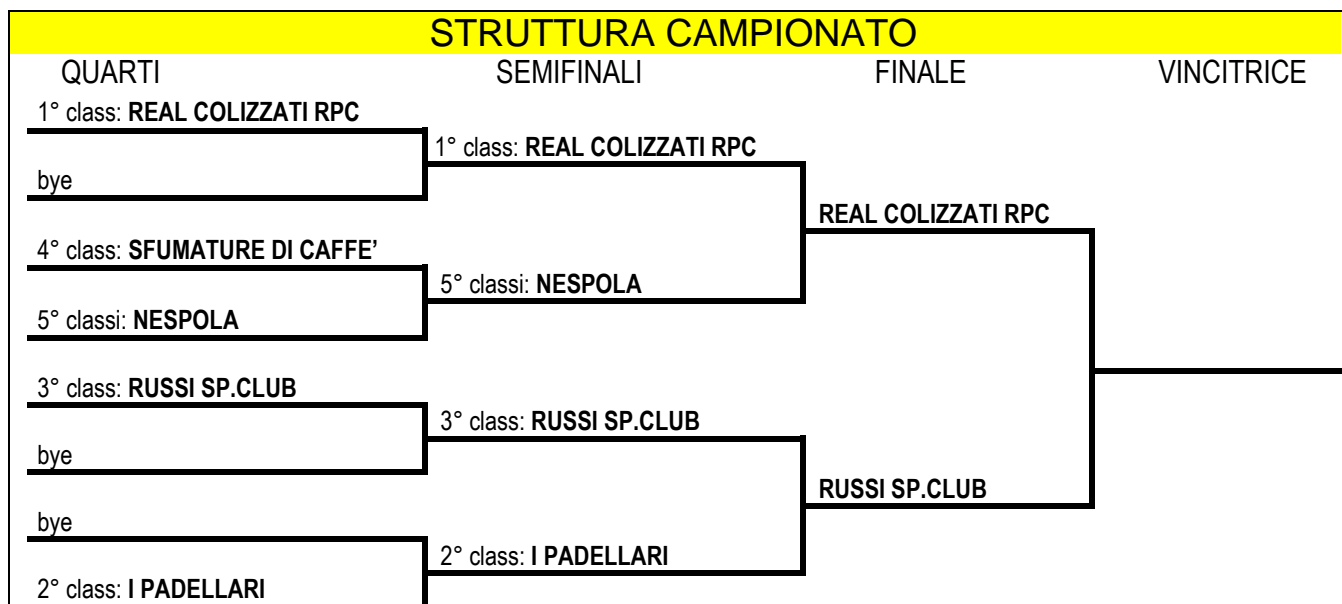 STRUTTURA CAMPIONATO
QUARTI SEMIFINALI FINALE VINCITRICE
1° class: REAL COLIZZATI RPC
1° class: REAL COLIZZATI RPC
bye
REAL COLIZZATI RPC
4° class: SFUMATURE DI CAFFE'
5° classi: NESPOLA
5° classi: NESPOLA
3° class: RUSSI SP.CLUB
3° class: RUSSI SP.CLUB
bye
RUSSI SP.CLUB
bye
2° class: I PADELLARI
2° class: I PADELLARI